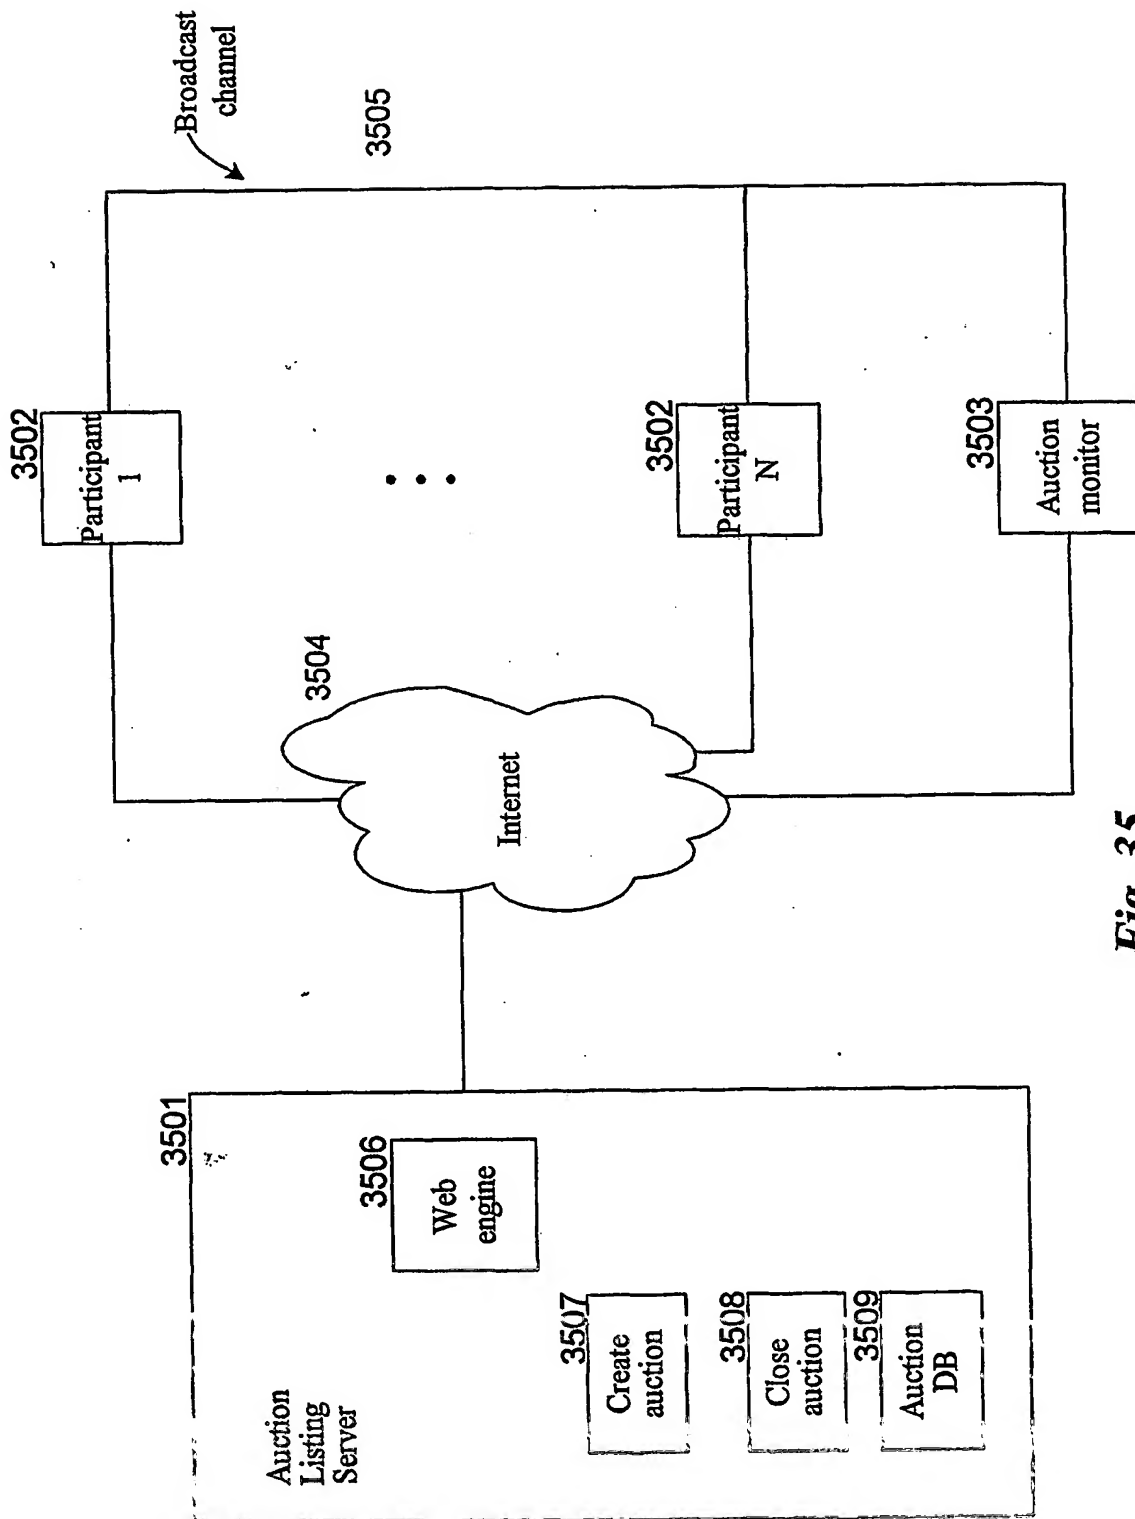 3501
Auction
Listing
Server
3506
Web
engine
3507
Create
auction
3508
Close
auction
3509
Auction
DB
3504
Internet
3502
Participant
1
3502
Participant
N
3503
Auction
monitor
Broadcast
channel
3505
Fig. 35